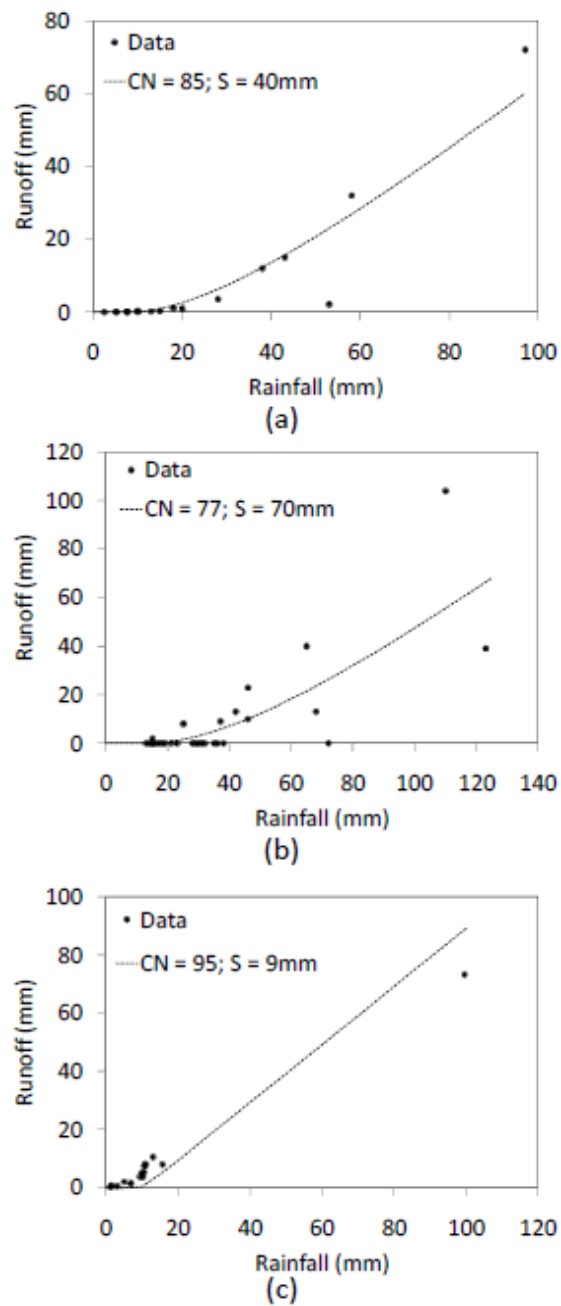 80
Data
CN = 85; S = 40mm
60
40
20
0
Runoff (mm)
0 20 40 60 80 100
Rainfall (mm)
(a)
120
Data
CN = 77; S = 70mm
100
80
60
40
20
0
Runoff (mm)
0 20 40 60 80 100 120 140
Rainfall (mm)
(b)
100
Data
CN = 95; S = 9mm
80
60
40
20
0
Runoff (mm)
0 20 40 60 80 100 120
Rainfall (mm)
(c)